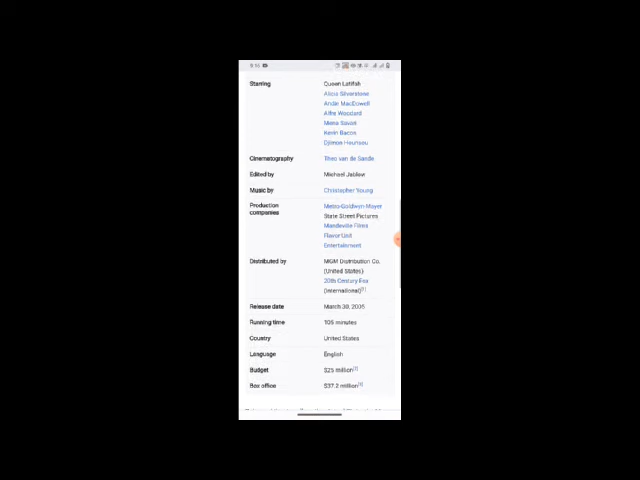 Starring
Queen Latifah
Alicia Silverstone
Andie MacDowell
Alfre Woodard
Mena Suvari
Kevin Bacon
Djimon Hounsou
Cinematography
Theo van de Sande
Edited by
Michael Jablow
Music by
Christopher Young
Production companies
Metro-Goldwyn-Mayer
State Street Pictures
Mandeville Films
Flavor Unit
Entertainment
Distributed by
MGM Distribution Co.
(United States)
20th Century Fox
(International)
Release date
March 30, 2005
Running time
105 minutes
Country
United States
Language
English
Budget
$25 million
Box office
$37.2 million